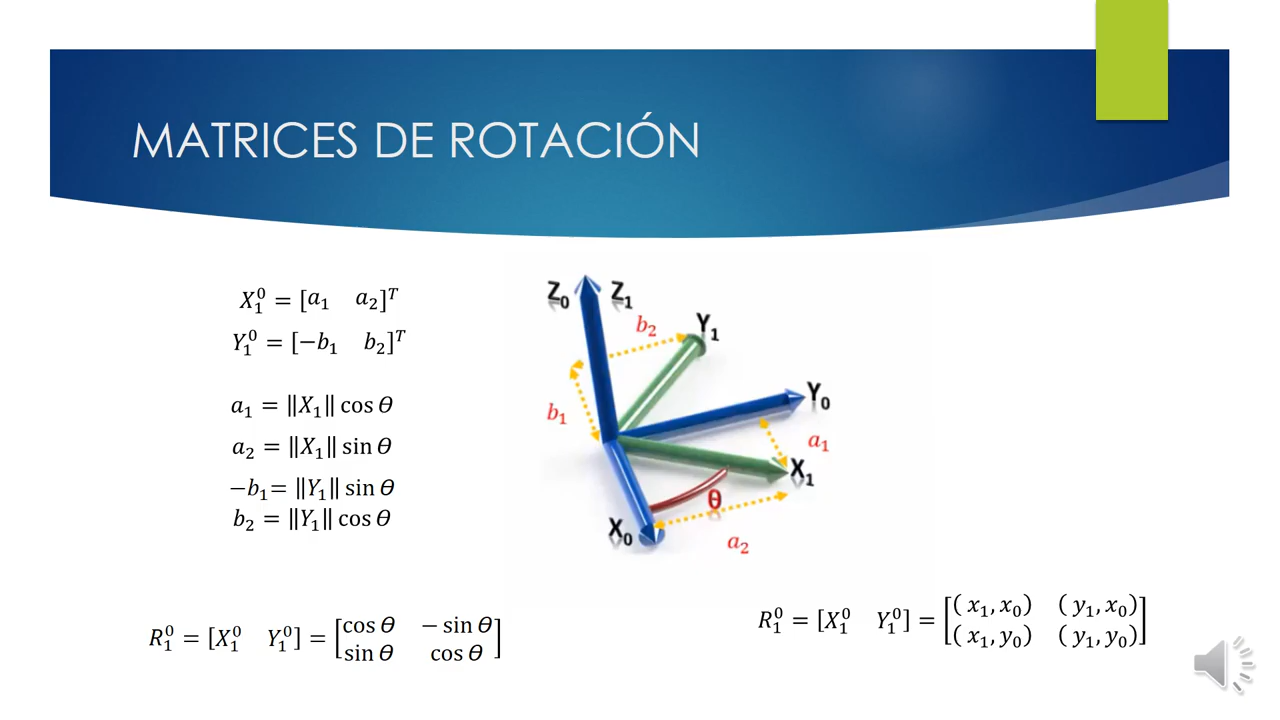 MATRICES DE ROTACIÓN
X₁⁰ = [a₁ a₂]ᵀ
Y₁⁰ = [−b₁ b₂]ᵀ
a₁ = ‖X₁‖ cos θ
a₂ = ‖X₁‖ sin θ
−b₁= ‖Y₁‖ sin θ
b₂ = ‖Y₁‖ cos θ
Z₀ Z₁
b₂ Y₁
Y₀
b₁
a₁
X₁
θ
X₀
a₂
R₁⁰ = [X₁⁰ Y₁⁰] = [cos θ − sin θ
sin θ cos θ]
R₁⁰ = [X₁⁰ Y₁⁰] = [( x₁, x₀) ( y₁, x₀)
( x₁, y₀) ( y₁, y₀)]